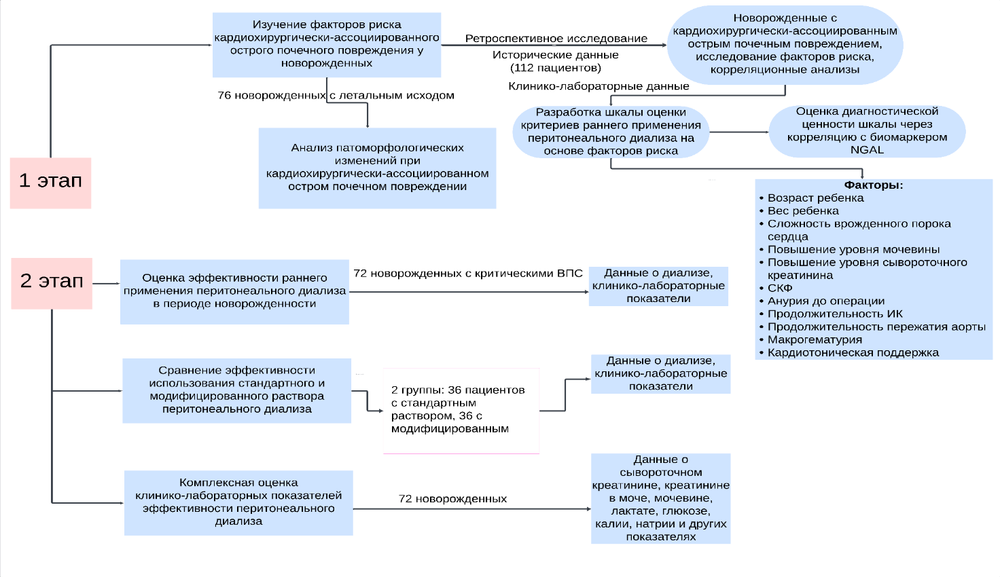 Изучение факторов риска
кардиохирургически-ассоциированного
острого почечного повреждения у
новорожденных
Ретроспективное исследование
Исторические данные
(112 пациентов)
Новорожденные с
кардиохирургически-ассоциированным
острым почечным повреждением,
исследование факторов риска,
корреляционные анализы
76 новорожденных с летальным исходом
Клинико-лабораторные данные
Разработка шкалы оценки
критериев раннего применения
перитонеального диализа на
основе факторов риска
Оценка диагностической
ценности шкалы через
корреляцию с биомаркером
NGAL
1 этап
Анализ патоморфологических
изменений при
кардиохирургически-ассоциированном
остром почечном повреждении
Факторы:
• Возраст ребенка
• Вес ребенка
• Сложность врожденного порока
сердца
• Повышение уровня мочевины
• Повышение уровня сывороточного
креатинина
• СКФ
• Анурия до операции
• Продолжительность ИК
• Продолжительность пережатия аорты
• Макрогематурия
• Кардиотоническая поддержка
2 этап
Оценка эффективности раннего
применения перитонеального диализа
в периоде новорожденности
72 новорожденных с критическими ВПС
Данные о диализе,
клинико-лабораторные
показатели
Сравнение эффективности
использования стандартного и
модифицированного раствора
перитонеального диализа
2 группы: 36 пациентов
с стандартным
раствором, 36 с
модифицированным
Данные о диализе,
клинико-лабораторные
показатели
Комплексная оценка
клинико-лабораторных показателей
эффективности перитонеального
диализа
72 новорожденных
Данные о
сывороточном
креатинине, креатинине
в моче, мочевине,
лактате, глюкозе,
калии, натрии и других
показателях